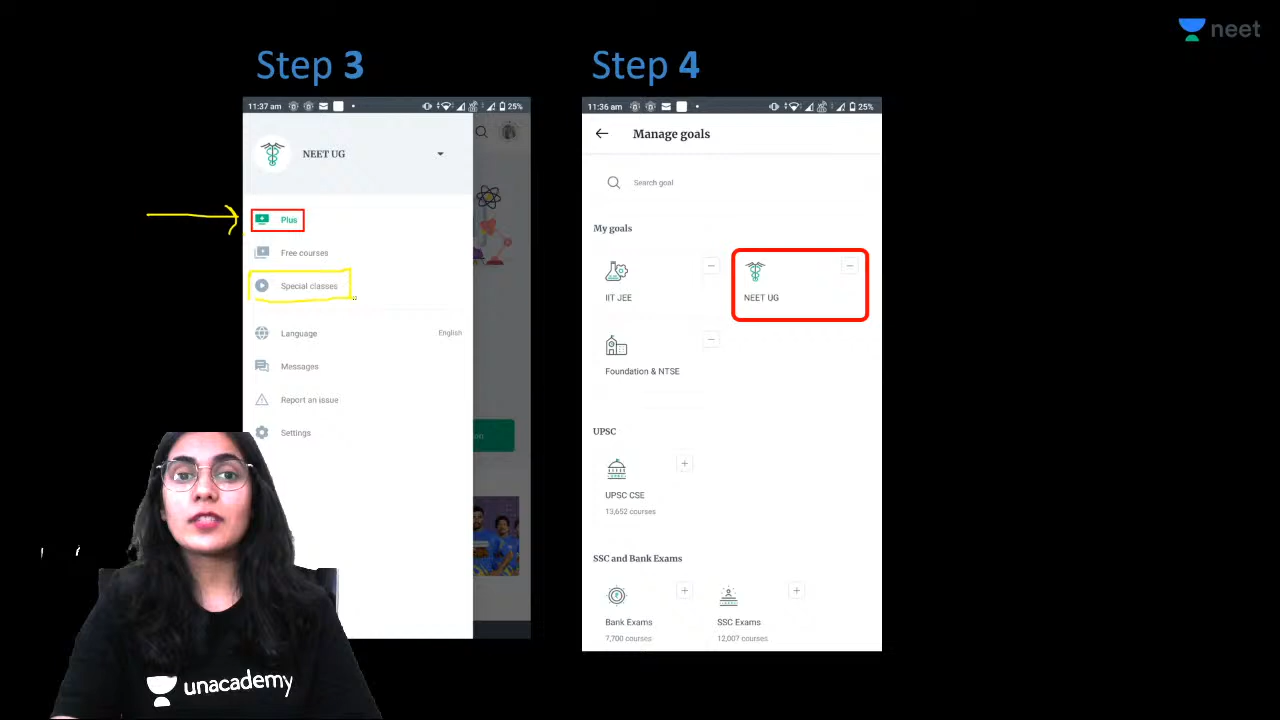 neet
Step 3
Step 4
11:37 am
25%
NEET UG
Plus
Free courses
Special classes
Language English
Messages
Report an issue
Settings
11:36 am
25%
Manage goals
Search goal
My goals
IIT JEE
NEET UG
Foundation & NTSE
UPSC
UPSC CSE
13,652 courses
SSC and Bank Exams
Bank Exams
7,700 courses
SSC Exams
12,007 courses
unacademy